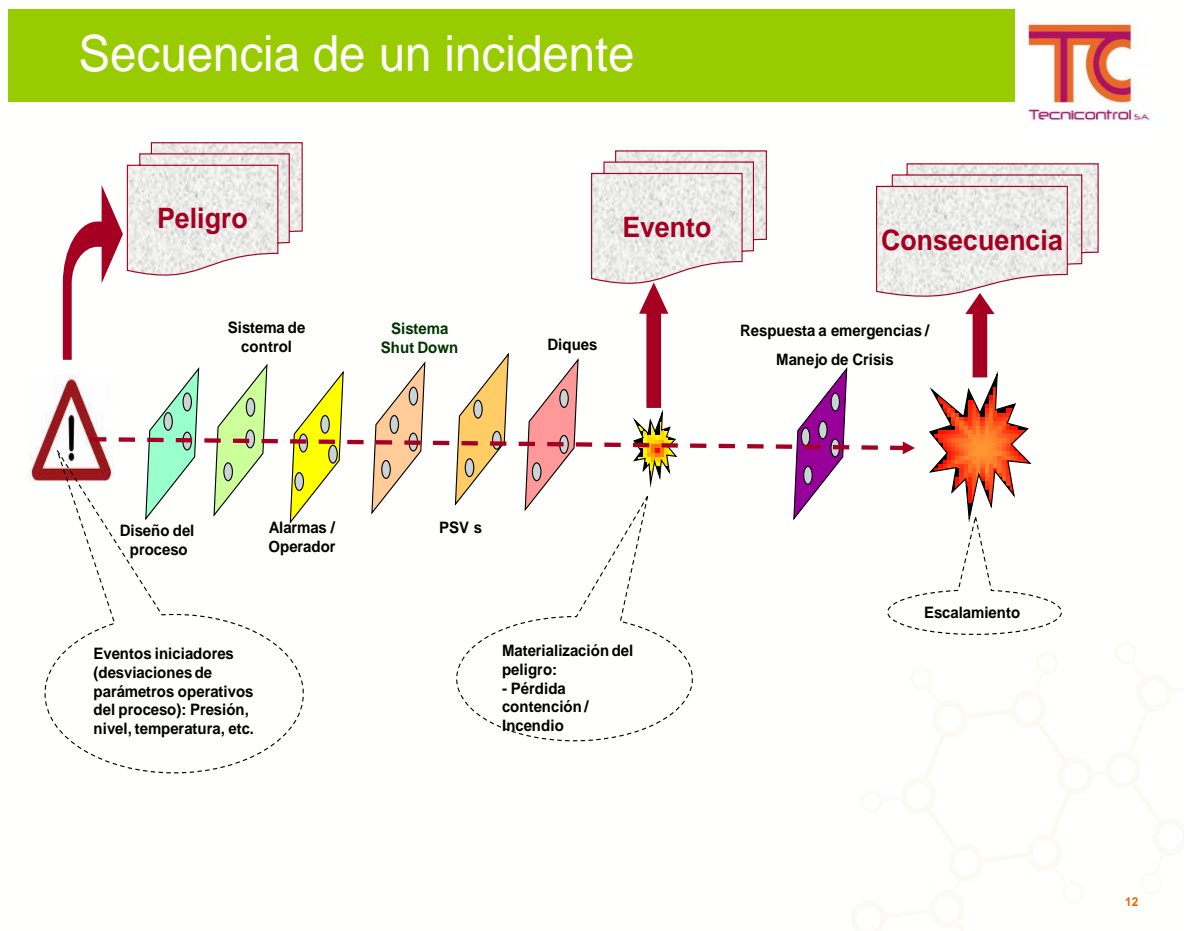 Secuencia de un incidente
TC
Tecnicontrol S.A.
Peligro
Evento
Consecuencia
Sistema de
control
Sistema
Shut Down
Diques
Respuesta a emergencias /
Manejo de Crisis
!
Diseño del
proceso
Alarmas /
Operador
PSV s
Eventos iniciadores
(desviaciones de
parámetros operativos
del proceso): Presión,
nivel, temperatura, etc.
Materialización del
peligro:
- Pérdida
contención /
Incendio
Escalamiento
12